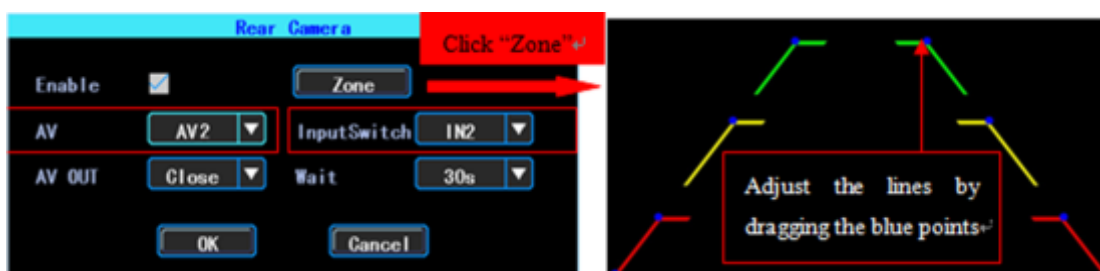 Rear Camera
Click “Zone”↵
Enable Zone
AV AV2 InputSwitch IN2
AV OUT Close Wait 30s
OK Cancel
Adjust the lines by
dragging the blue points↵